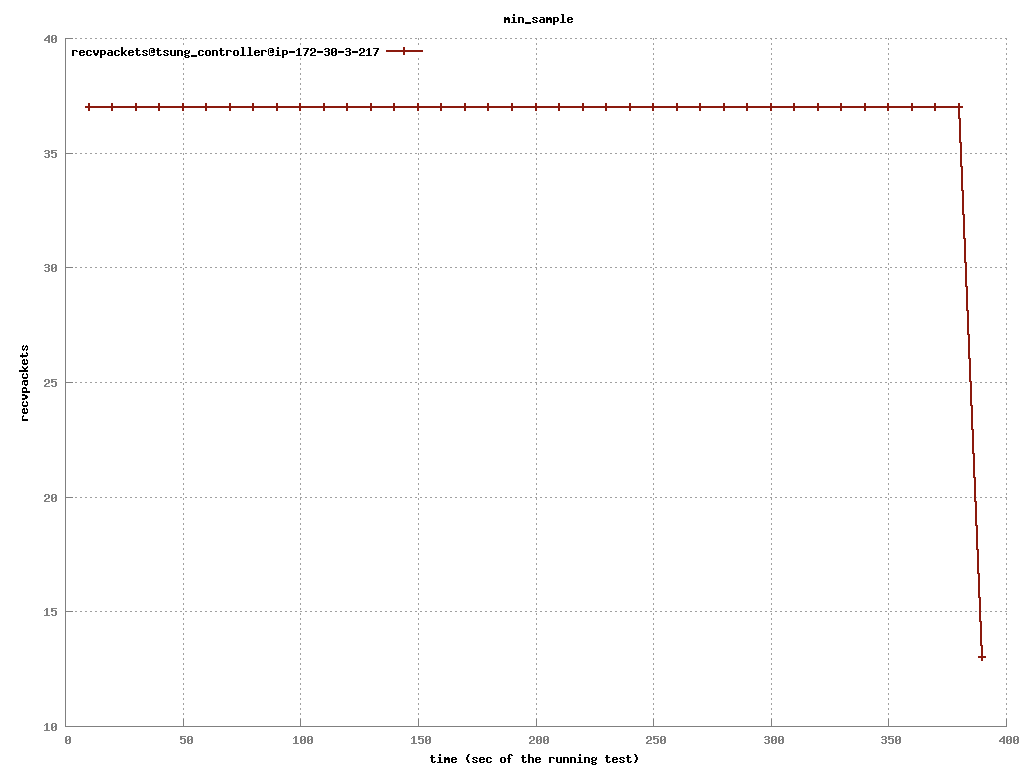 min_sample
recvpackets@tsung_controller@ip-172-30-3-217
40
35
30
25
20
15
10
recvpackets
0 50 100 150 200 250 300 350 400
time (sec of the running test)